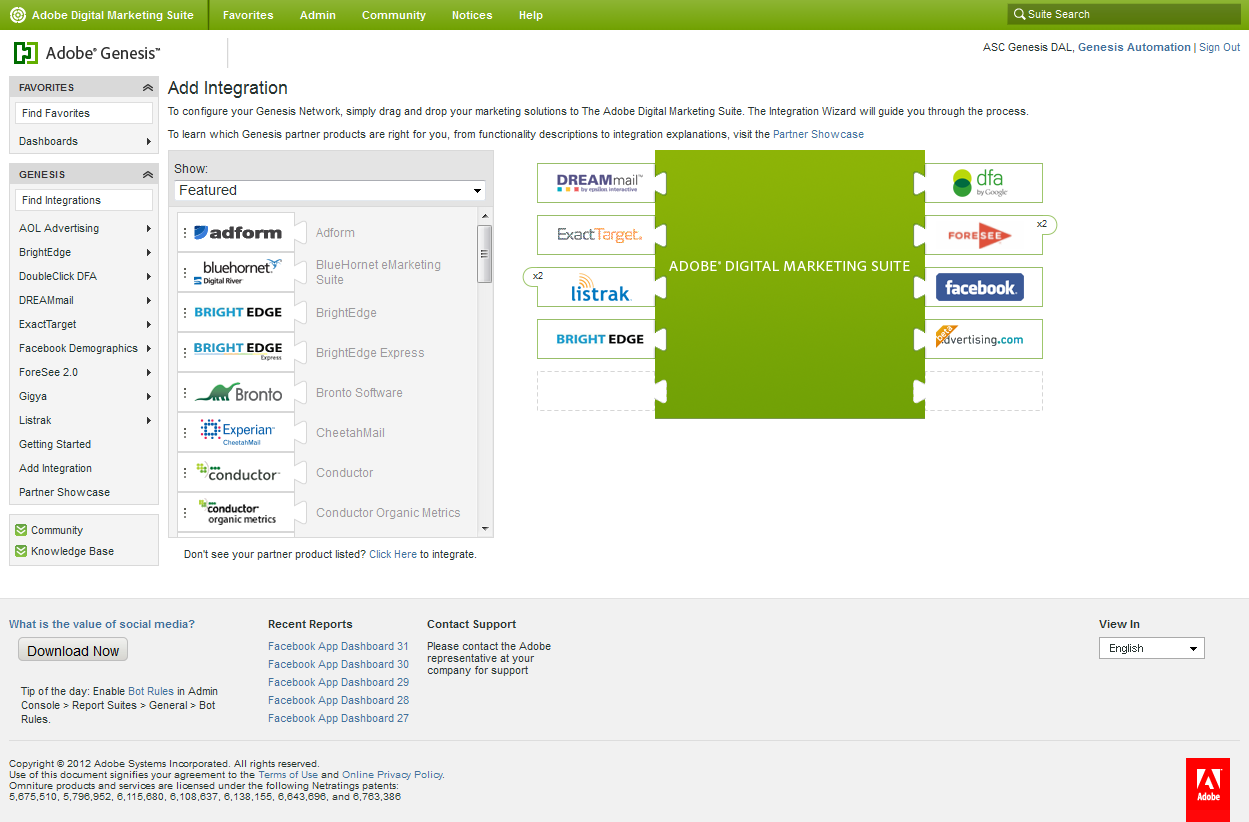 Adobe Digital Marketing Suite
Favorites
Admin
Community
Notices
Help
Suite Search
Adobe® Genesis™
ASC Genesis DAL, Genesis Automation | Sign Out
FAVORITES
Find Favorites
Dashboards
GENESIS
Find Integrations
AOL Advertising
BrightEdge
DoubleClick DFA
DREAMmail
ExactTarget
Facebook Demographics
ForeSee 2.0
Gigya
Listrak
Getting Started
Add Integration
Partner Showcase
Community
Knowledge Base
Add Integration
To configure your Genesis Network, simply drag and drop your marketing solutions to The Adobe Digital Marketing Suite. The Integration Wizard will guide you through the process.
To learn which Genesis partner products are right for you, from functionality descriptions to integration explanations, visit the Partner Showcase
Show:
Featured
adform
Adform
bluehornet™
Digital River®
BlueHornet eMarketing
Suite
BRIGHT EDGE
BrightEdge
BRIGHT EDGE
Express
BrightEdge Express
Bronto
Bronto Software
Experian™
CheetahMail
CheetahMail
conductor™
Conductor
conductor
organic metrics
Conductor Organic Metrics
Don't see your partner product listed? Click Here to integrate.
DREAMmail™
by epsilon interactive
ExactTarget.
x2
listrak.
BRIGHT EDGE
ADOBE® DIGITAL MARKETING SUITE
dfa
by Google
x2
FORESEE
facebook.
beta
advertising.com
What is the value of social media?
Download Now
Tip of the day: Enable Bot Rules in Admin
Console > Report Suites > General > Bot
Rules.
Recent Reports
Facebook App Dashboard 31
Facebook App Dashboard 30
Facebook App Dashboard 29
Facebook App Dashboard 28
Facebook App Dashboard 27
Contact Support
Please contact the Adobe
representative at your
company for support
View In
English
Copyright © 2012 Adobe Systems Incorporated. All rights reserved.
Use of this document signifies your agreement to the Terms of Use and Online Privacy Policy.
Omniture products and services are licensed under the following Netratings patents:
5,675,510, 5,796,952, 6,115,680, 6,108,637, 6,138,155, 6,643,696, and 6,763,386
Adobe